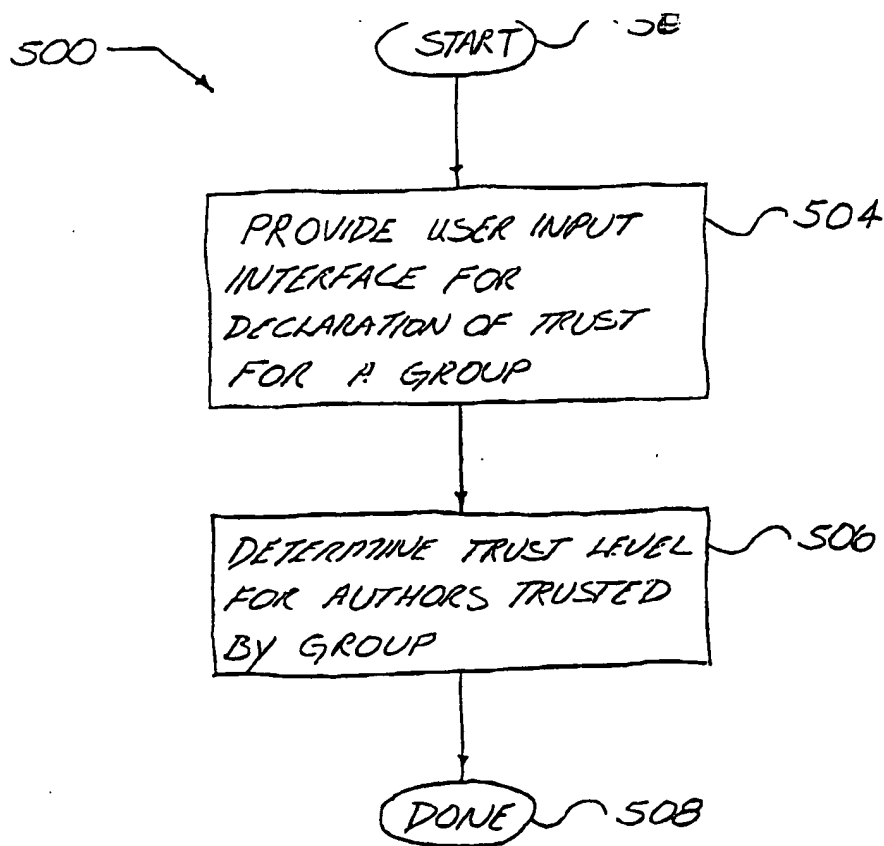 500
START
504
PROVIDE USER INPUT
INTERFACE FOR
DECLARATION OF TRUST
FOR A GROUP
506
DETERMINE TRUST LEVEL
FOR AUTHORS TRUSTED
BY GROUP
DONE
508